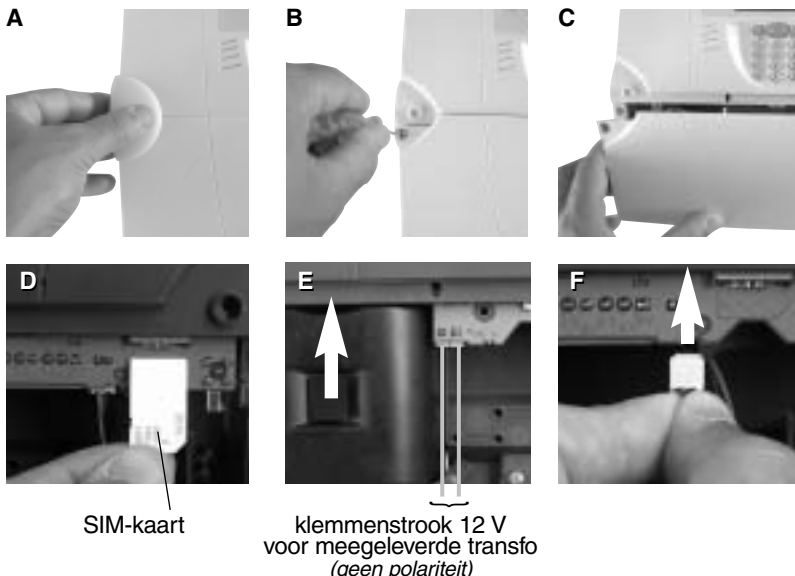 A
B
C
D
E
F
SIM-kaart
klemmenstrook 12 V
voor meegeleverde transfo
(geen polariteit)